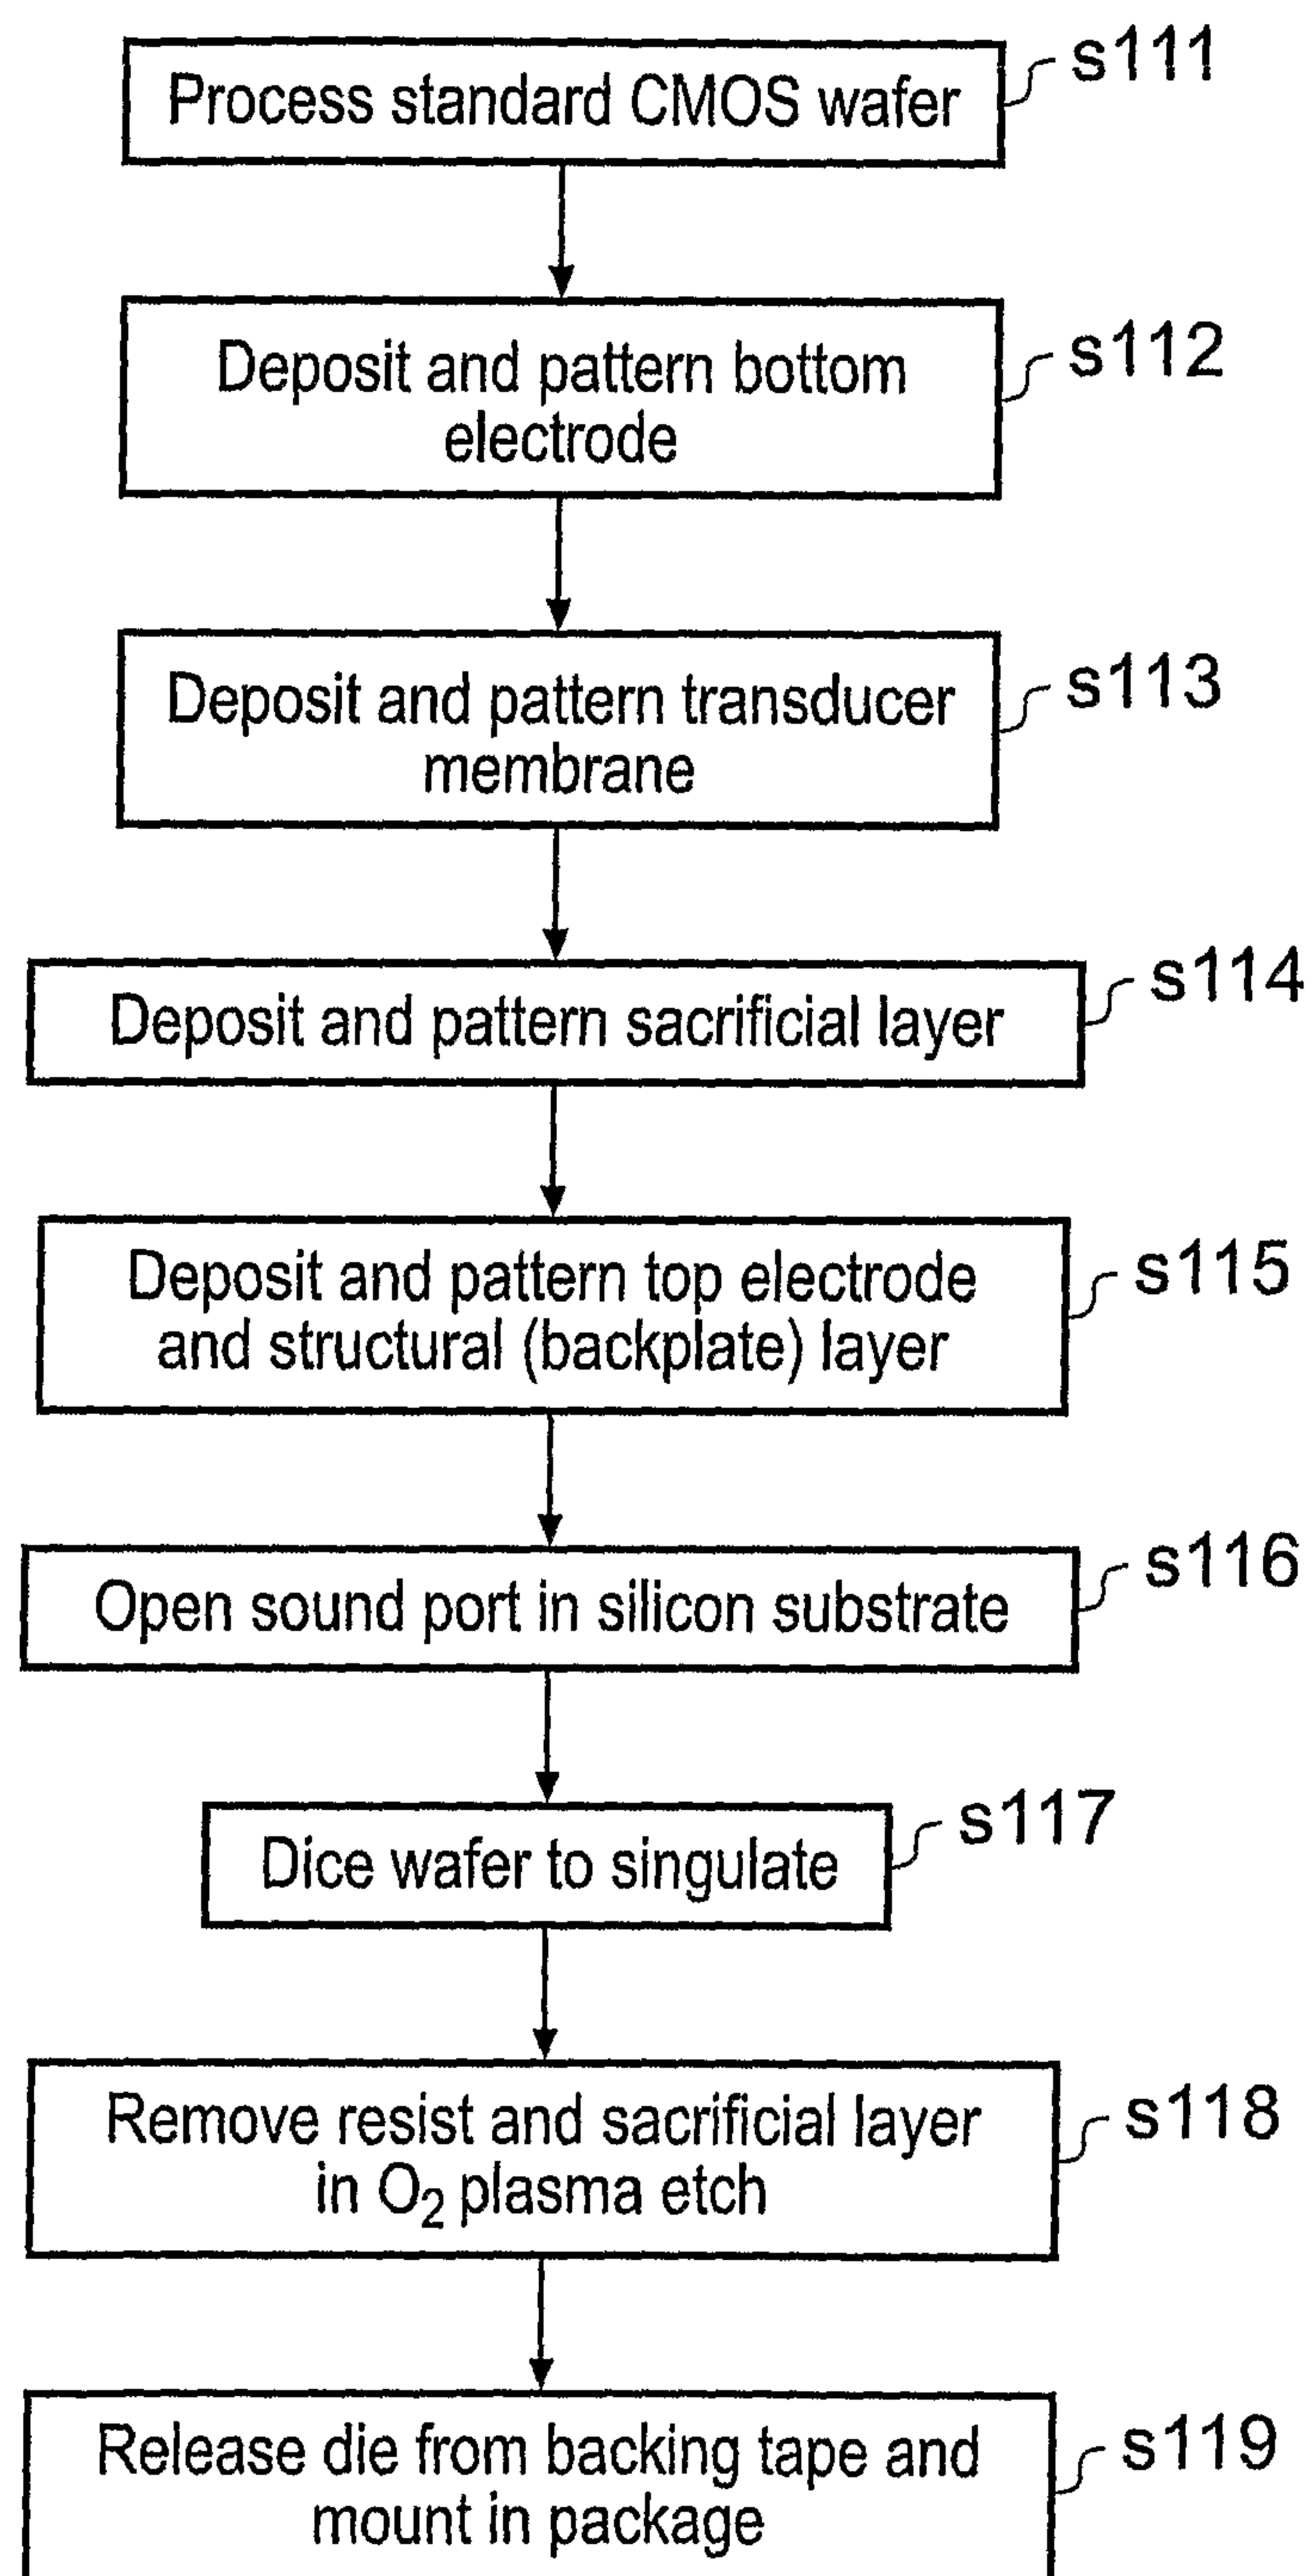 Process standard CMOS wafer
s111
Deposit and pattern bottom
electrode
s112
Deposit and pattern transducer
membrane
s113
Deposit and pattern sacrificial layer
s114
Deposit and pattern top electrode
and structural (backplate) layer
s115
Open sound port in silicon substrate
s116
Dice wafer to singulate
s117
Remove resist and sacrificial layer
in O₂ plasma etch
s118
Release die from backing tape and
mount in package
s119